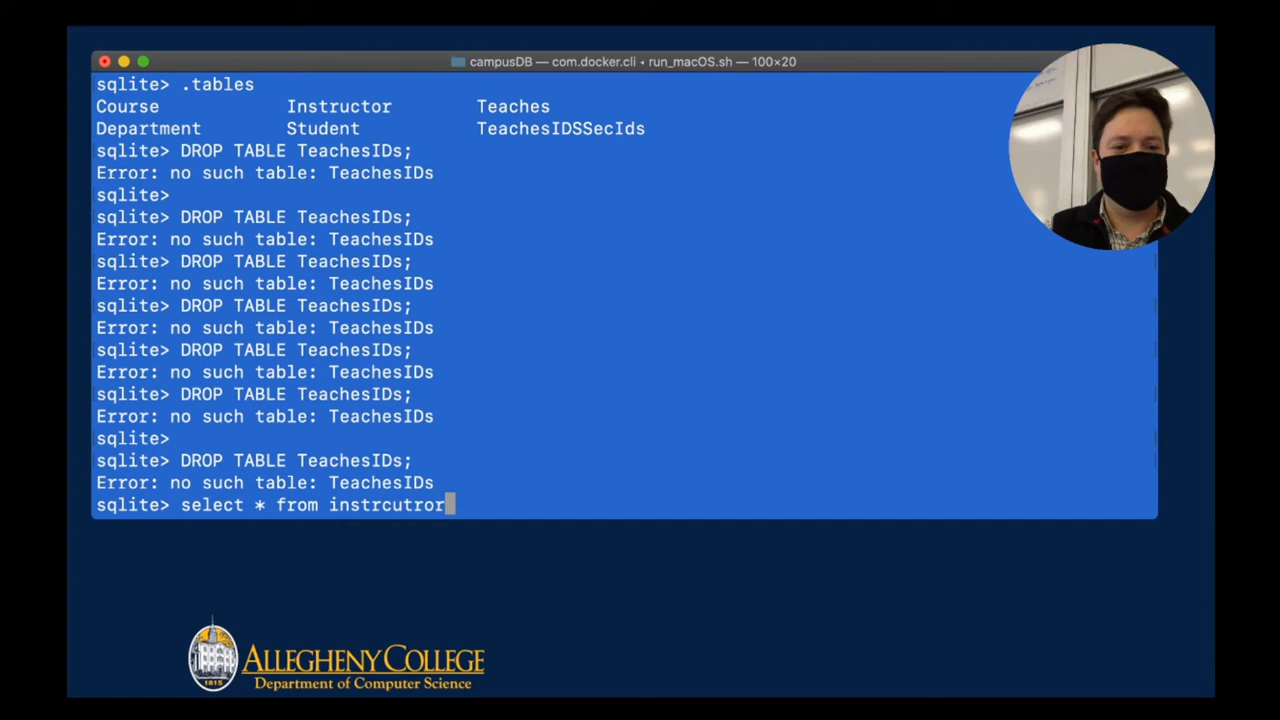 campusDB — com.docker.cli • run_macOS.sh — 100×20
sqlite> .tables
Course Instructor Teaches
Department Student TeachesIDSSecIds
sqlite> DROP TABLE TeachesIDs;
Error: no such table: TeachesIDs
sqlite>
sqlite> DROP TABLE TeachesIDs;
Error: no such table: TeachesIDs
sqlite> DROP TABLE TeachesIDs;
Error: no such table: TeachesIDs
sqlite> DROP TABLE TeachesIDs;
Error: no such table: TeachesIDs
sqlite> DROP TABLE TeachesIDs;
Error: no such table: TeachesIDs
sqlite> DROP TABLE TeachesIDs;
Error: no such table: TeachesIDs
sqlite>
sqlite> DROP TABLE TeachesIDs;
Error: no such table: TeachesIDs
sqlite> select * from instrcutror
1815
ALLEGHENY COLLEGE
Department of Computer Science